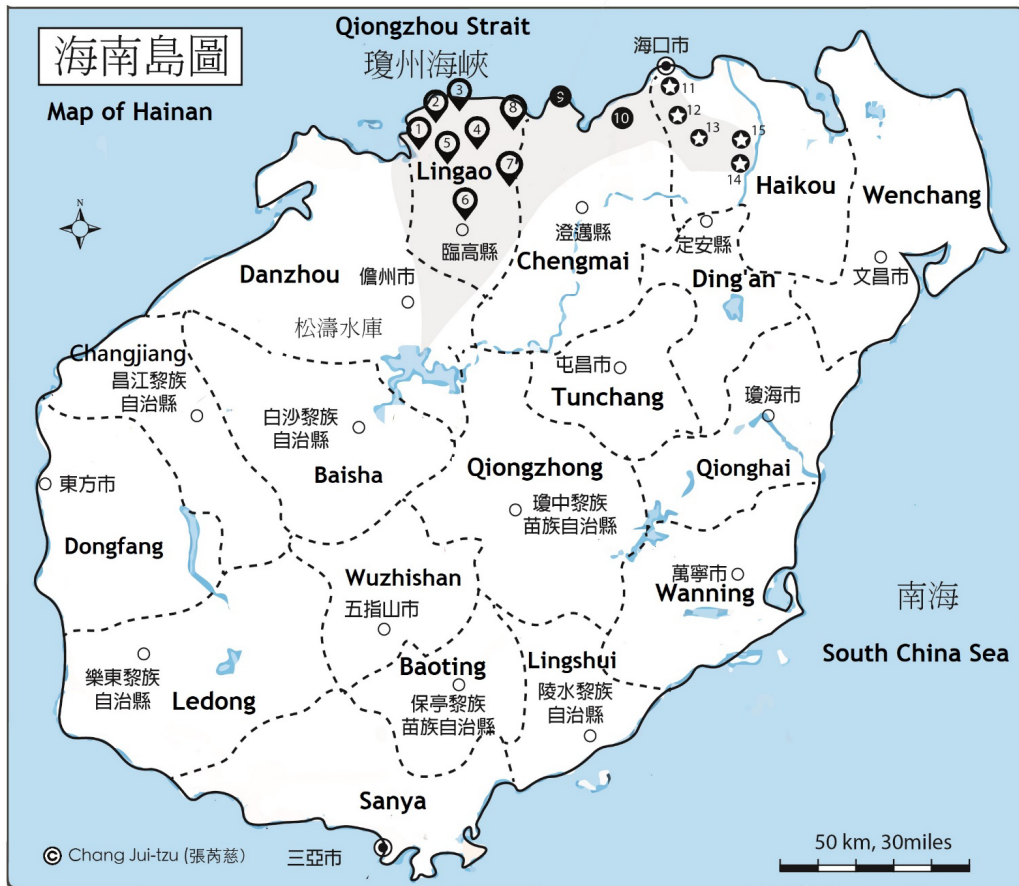 Qiongzhou Strait
瓊州海峽
海南島圖
Map of Hainan
海口市
3
2
8
9
11
1
4
10
12
5
13
15
Lingao
7
14
Haikou
Wenchang
6
N
臨高縣
澄邁縣
定安縣
Chengmai
Ding'an
文昌市
Danzhou
儋州市
松濤水庫
Changjiang
昌江黎族
自治縣
屯昌市
Tunchang
瓊海市
白沙黎族
自治縣
Baisha
Qiongzhong
Qionghai
東方市
瓊中黎族
苗族自治縣
Dongfang
Wuzhishan
五指山市
萬寧市
Wanning
南海
South China Sea
樂東黎族
自治縣
Ledong
Baoting
保亭黎族
苗族自治縣
Lingshui
陵水黎族
自治縣
Sanya
三亞市
© Chang Jui-tzu (張芮慈)
50 km, 30miles